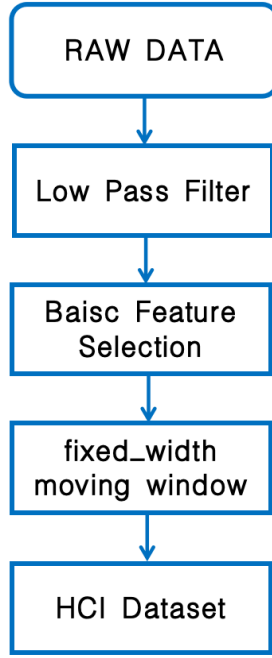 RAW DATA
Low Pass Filter
Baisc Feature
Selection
fixed_width
moving window
HCI Dataset